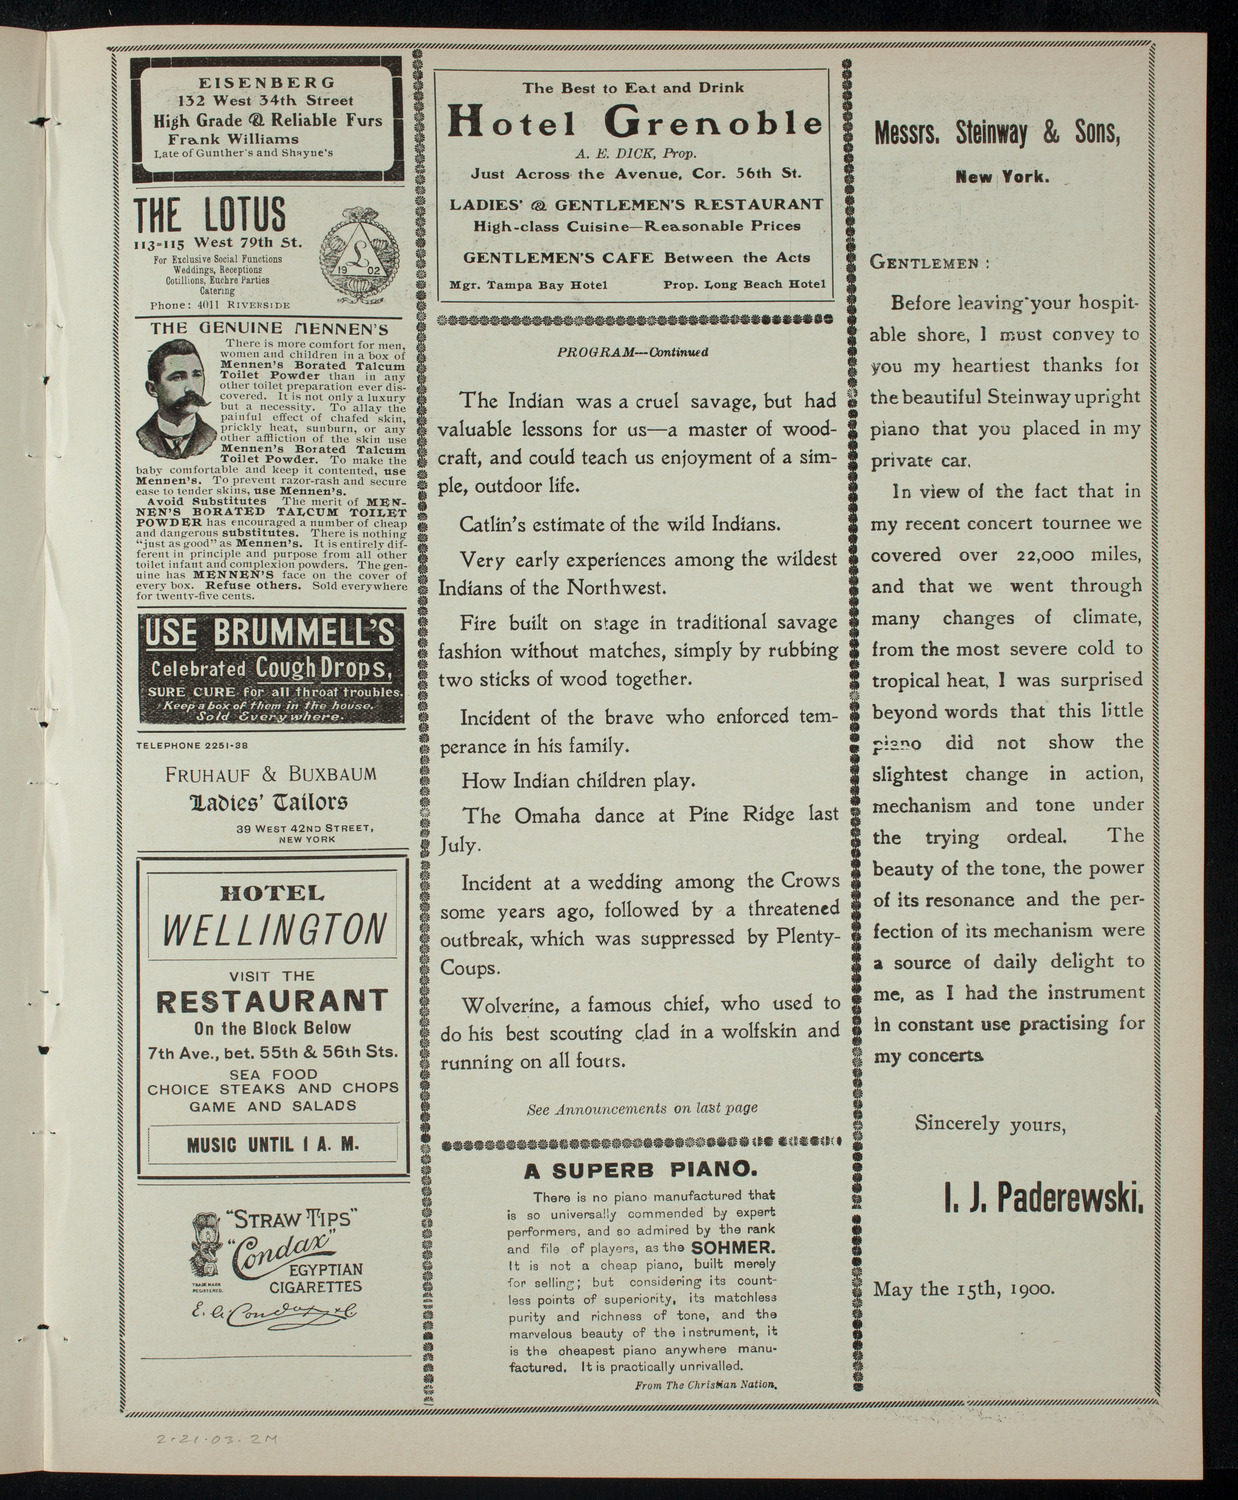 EISENBERG
132 West 34th Street
High Grade & Reliable Furs
Frank Williams
Late of Gunther's and Shayne's
THE LOTUS
113=115 West 79th St.
For Exclusive Social Functions
Weddings, Receptions
Cotillions, Euchre Parties
Catering
Phone: 4011 RIVERSIDE
L
19 02
THE GENUINE MENNEN'S
There is more comfort for men,
women and children in a box of
Mennen's Borated Talcum
Toilet Powder than in any
other toilet preparation ever dis-
covered. It is not only a luxury
but a necessity. To allay the
painful effect of chafed skin,
prickly heat, sunburn, or any
other affliction of the skin use
Mennen's Borated Talcum
Toilet Powder. To make the
baby comfortable and keep it contented, use
Mennen's. To prevent razor-rash and secure
ease to tender skins, use Mennen's.
Avoid Substitutes The merit of MEN-
NEN'S BORATED TALCUM TOILET
POWDER has encouraged a number of cheap
and dangerous substitutes. There is nothing
"just as good" as Mennen's. It is entirely dif-
ferent in principle and purpose from all other
toilet infant and complexion powders. The gen-
uine has MENNEN'S face on the cover of
every box. Refuse others. Sold everywhere
for twenty-five cents.
USE BRUMMELL'S
Celebrated Cough Drops,
SURE CURE for all throat troubles.
Keep a box of them in the house.
Sold Everywhere.
TELEPHONE 2251-38
FRUHAUF & BUXBAUM
Ladies' Tailors
39 WEST 42ND STREET,
NEW YORK
HOTEL
WELLINGTON
VISIT THE
RESTAURANT
On the Block Below
7th Ave., bet. 55th & 56th Sts.
SEA FOOD
CHOICE STEAKS AND CHOPS
GAME AND SALADS
MUSIC UNTIL 1 A. M.
"STRAW TIPS"
"Condax"
EGYPTIAN
CIGARETTES
TRADE MARK
REGISTERED.
The Best to Eat and Drink
Hotel Grenoble
A. E. DICK, Prop.
Just Across the Avenue, Cor. 56th St.
LADIES' & GENTLEMEN'S RESTAURANT
High-class Cuisine—Reasonable Prices
GENTLEMEN'S CAFE Between the Acts
Mgr. Tampa Bay Hotel Prop. Long Beach Hotel
PROGRAM—Continued
The Indian was a cruel savage, but had
valuable lessons for us—a master of wood-
craft, and could teach us enjoyment of a sim-
ple, outdoor life.
Catlin's estimate of the wild Indians.
Very early experiences among the wildest
Indians of the Northwest.
Fire built on stage in traditional savage
fashion without matches, simply by rubbing
two sticks of wood together.
Incident of the brave who enforced tem-
perance in his family.
How Indian children play.
The Omaha dance at Pine Ridge last
July.
Incident at a wedding among the Crows
some years ago, followed by a threatened
outbreak, which was suppressed by Plenty-
Coups.
Wolverine, a famous chief, who used to
do his best scouting clad in a wolfskin and
running on all fours.
See Announcements on last page
A SUPERB PIANO.
There is no piano manufactured that
is so universally commended by expert
performers, and so admired by the rank
and file of players, as the SOHMER.
It is not a cheap piano, built merely
for selling; but considering its count-
less points of superiority, its matchless
purity and richness of tone, and the
marvelous beauty of the instrument, it
is the cheapest piano anywhere manu-
factured. It is practically unrivalled.
From The Christian Nation.
Messrs. Steinway & Sons,
New York.
GENTLEMEN :
Before leaving your hospit-
able shore, I must convey to
you my heartiest thanks for
the beautiful Steinway upright
piano that you placed in my
private car.
In view of the fact that in
my recent concert tournee we
covered over 22,000 miles,
and that we went through
many changes of climate,
from the most severe cold to
tropical heat, I was surprised
beyond words that this little
piano did not show the
slightest change in action,
mechanism and tone under
the trying ordeal. The
beauty of the tone, the power
of its resonance and the per-
fection of its mechanism were
a source of daily delight to
me, as I had the instrument
in constant use practising for
my concerts
Sincerely yours,
I. J. Paderewski.
May the 15th, 1900.
2·21·03·2M